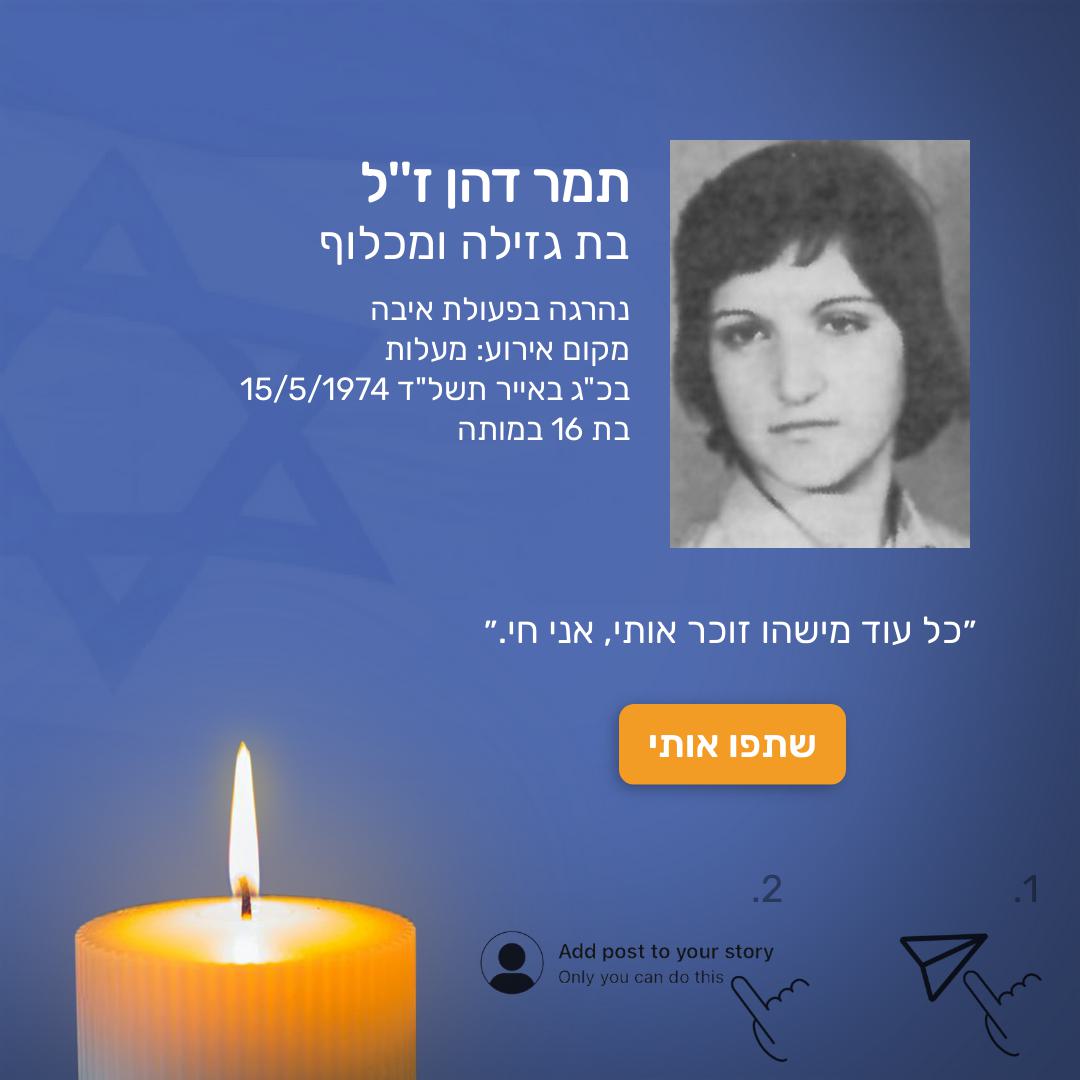 תמר דהן ז"ל
בת גזילה ומכלוף
נהרגה בפעולת איבה
מקום אירוע: מעלות
בכ"ג באייר תשל"ד 15/5/1974
בת 16 במותה
״כל עוד מישהו זוכר אותי, אני חי.״
שתפו אותי
.1
.2
Add post to your story
Only you can do this